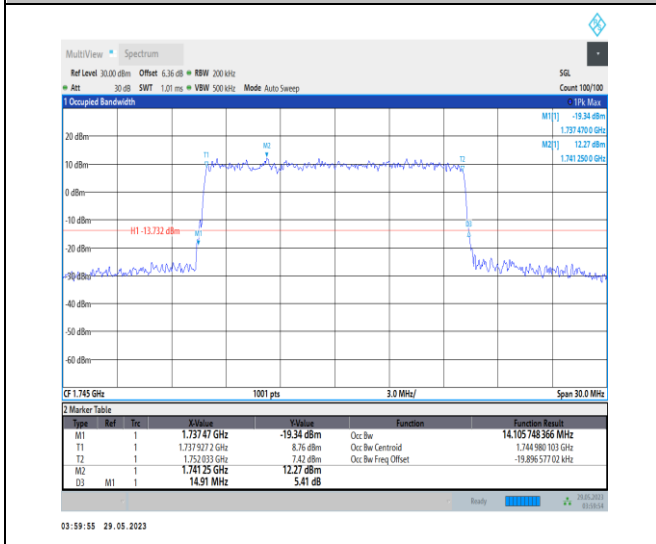 MultiView Spectrum
Ref Level 30.00 dBm Offset 6.36 dB RBW 200 kHz SGL
Att 30 dB SWT 1.01 ms VBW 500 kHz Mode Auto Sweep Count 100/100
1 Occupied Bandwidth 1Pk Max
M1[1] -19.34 dBm
1.737 470 0 GHz
M2[1] 12.27 dBm
1.741 250 0 GHz
20 dBm
M2
T1
T2
10 dBm
0 dBm
-10 dBm
H1 -13.732 dBm
M1
D3
-20 dBm
-30 dBm
-40 dBm
-50 dBm
-60 dBm
CF 1.745 GHz 1001 pts 3.0 MHz/ Span 30.0 MHz
2 Marker Table
Type Ref Trc X-Value Y-Value Function Function Result
M1 1 1.737 47 GHz -19.34 dBm Occ Bw 14.105 748 366 MHz
T1 1 1.737 927 2 GHz 8.76 dBm Occ Bw Centroid 1.744 980 103 GHz
T2 1 1.752 033 GHz 7.42 dBm Occ Bw Freq Offset -19.896 577 02 kHz
M2 1 1.741 25 GHz 12.27 dBm
D3 M1 1 14.91 MHz 5.41 dB
Ready 29.05.2023
03:59:54
03:59:55 29.05.2023